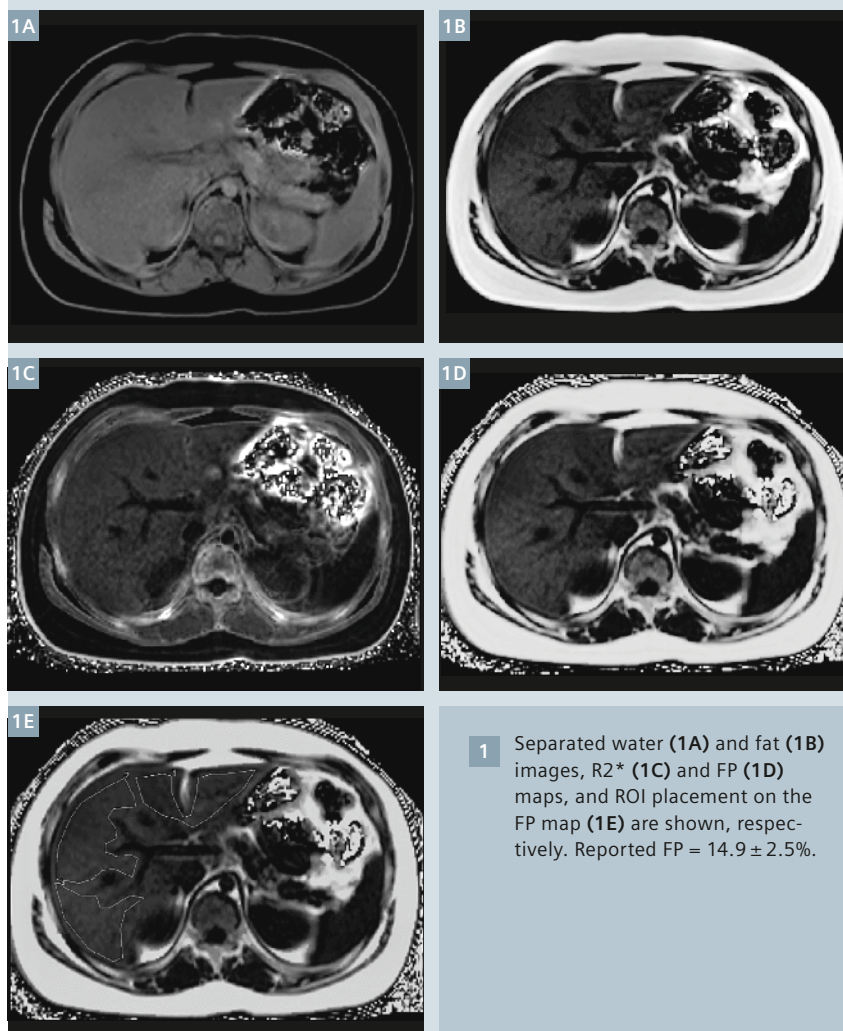 1A
1B
1C
1D
1E
1
Separated water (1A) and fat (1B)
images, R2* (1C) and FP (1D)
maps, and ROI placement on the
FP map (1E) are shown, respec-
tively. Reported FP = 14.9 ± 2.5%.